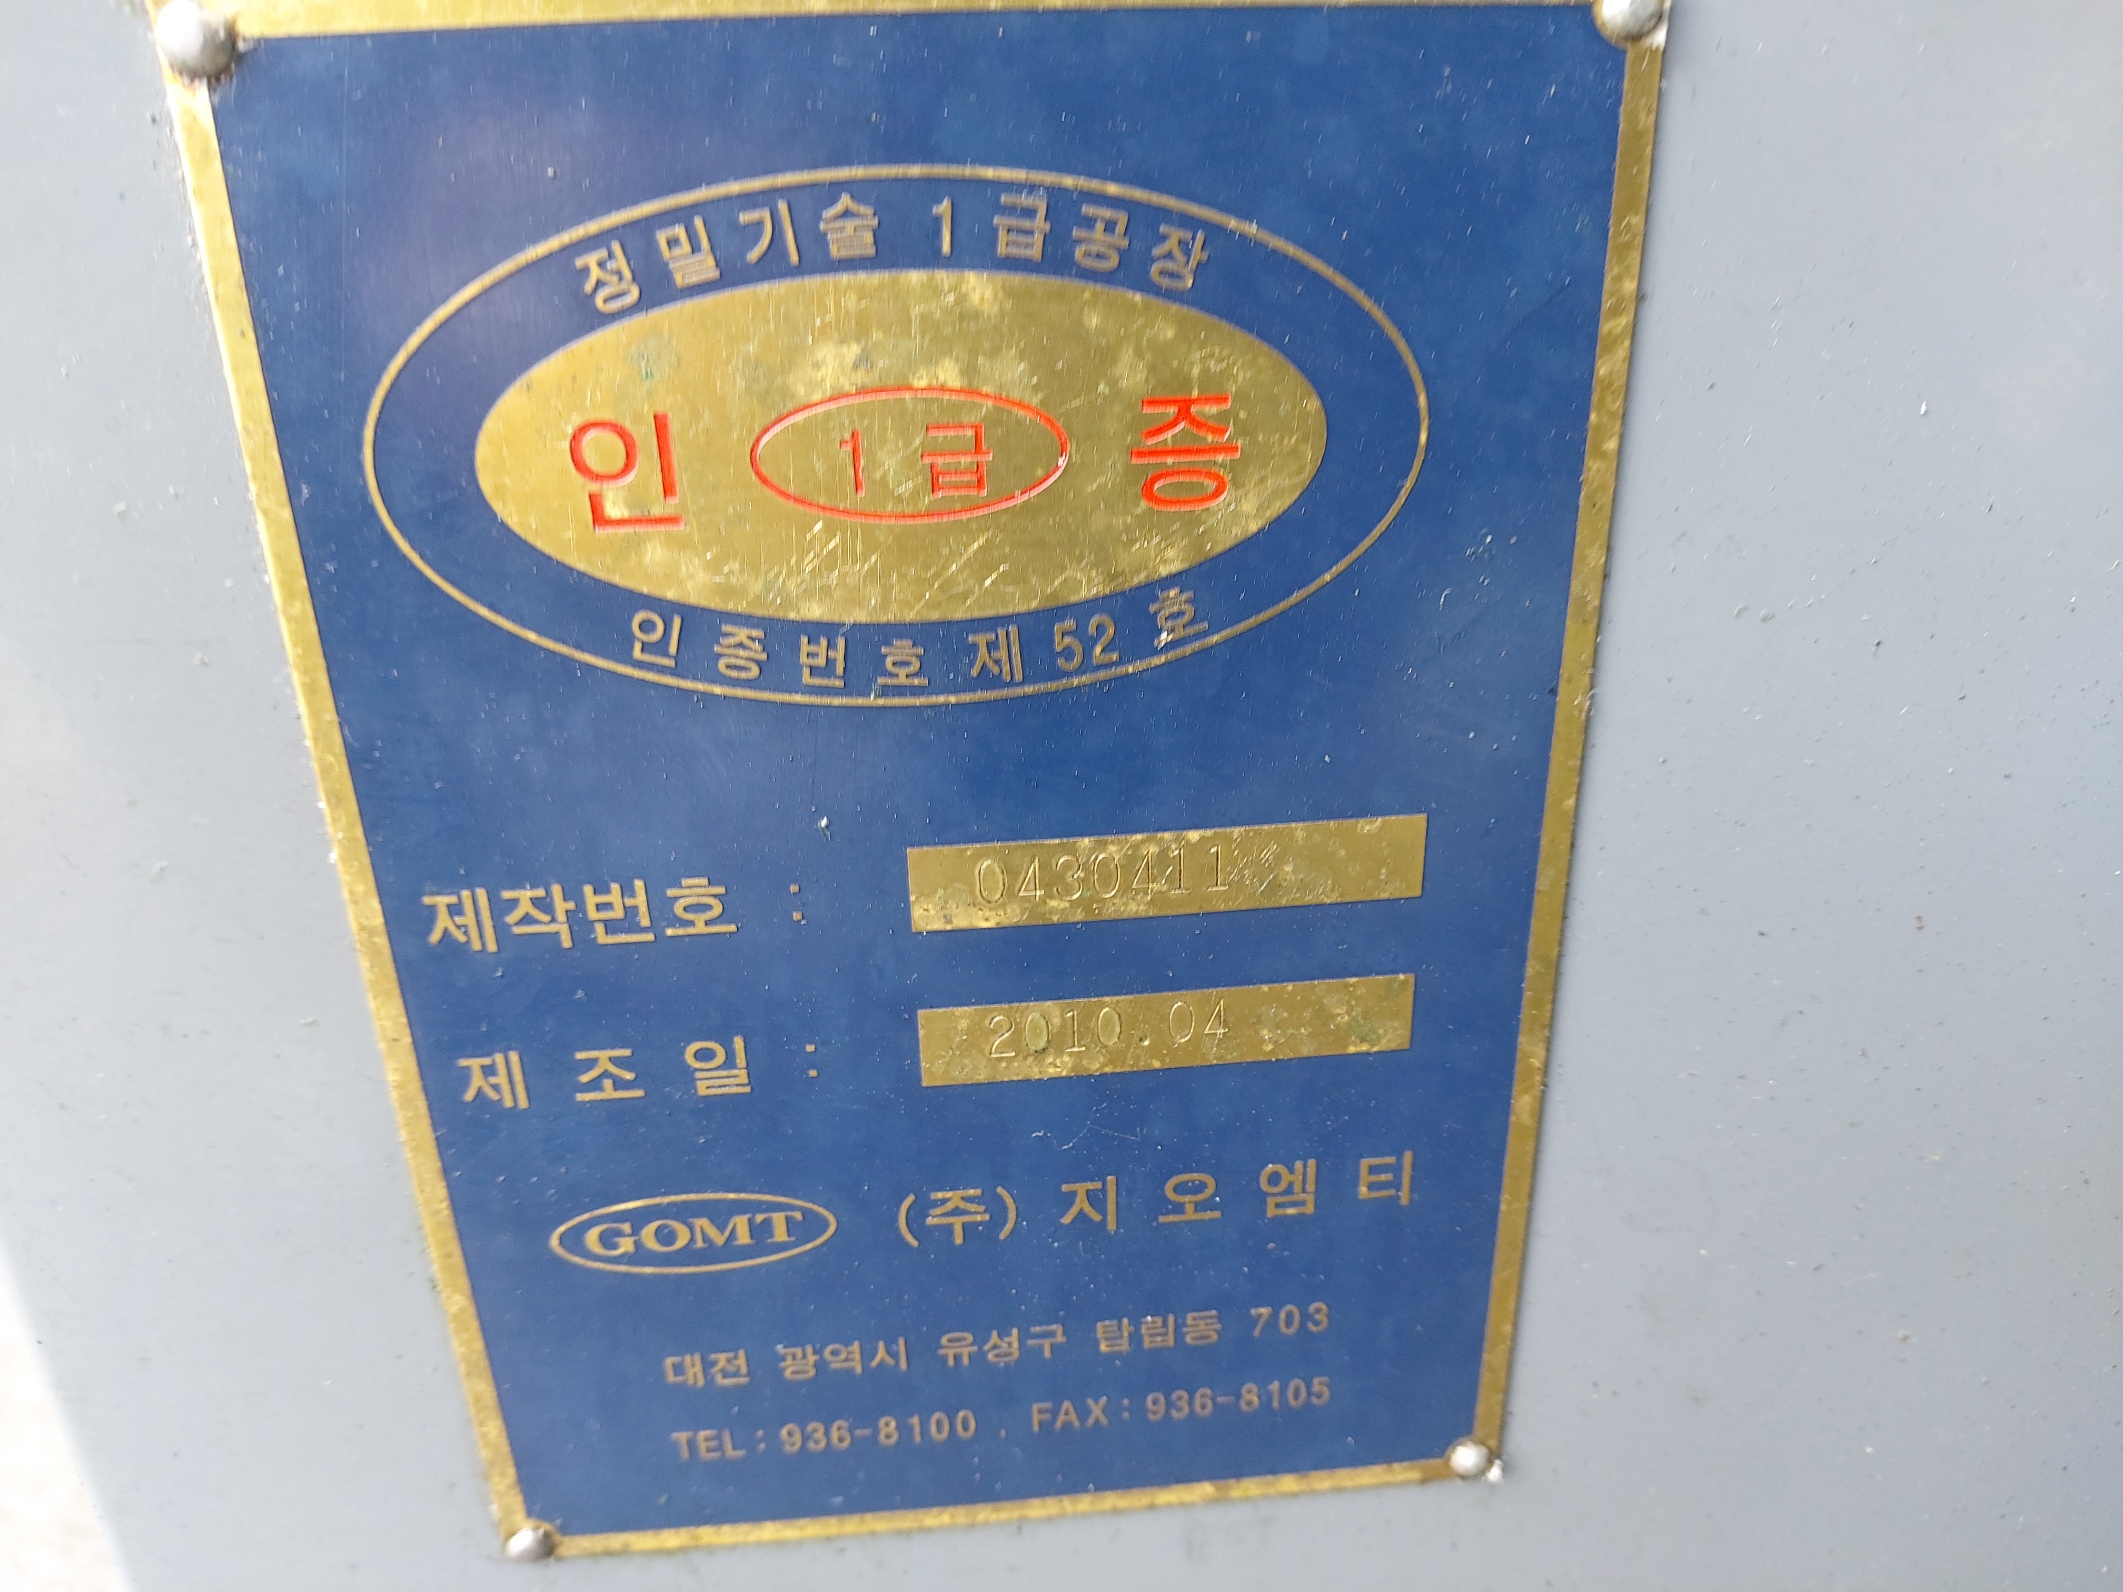 정밀기술 1급공장
인 1급 증
인증번호 제 52 호
제작번호 : 0430411
제 조 일 : 2010.04
GOMT (주) 지 오 엠 티
대전 광역시 유성구 탑립동 703
TEL : 936-8100 . FAX : 936-8105